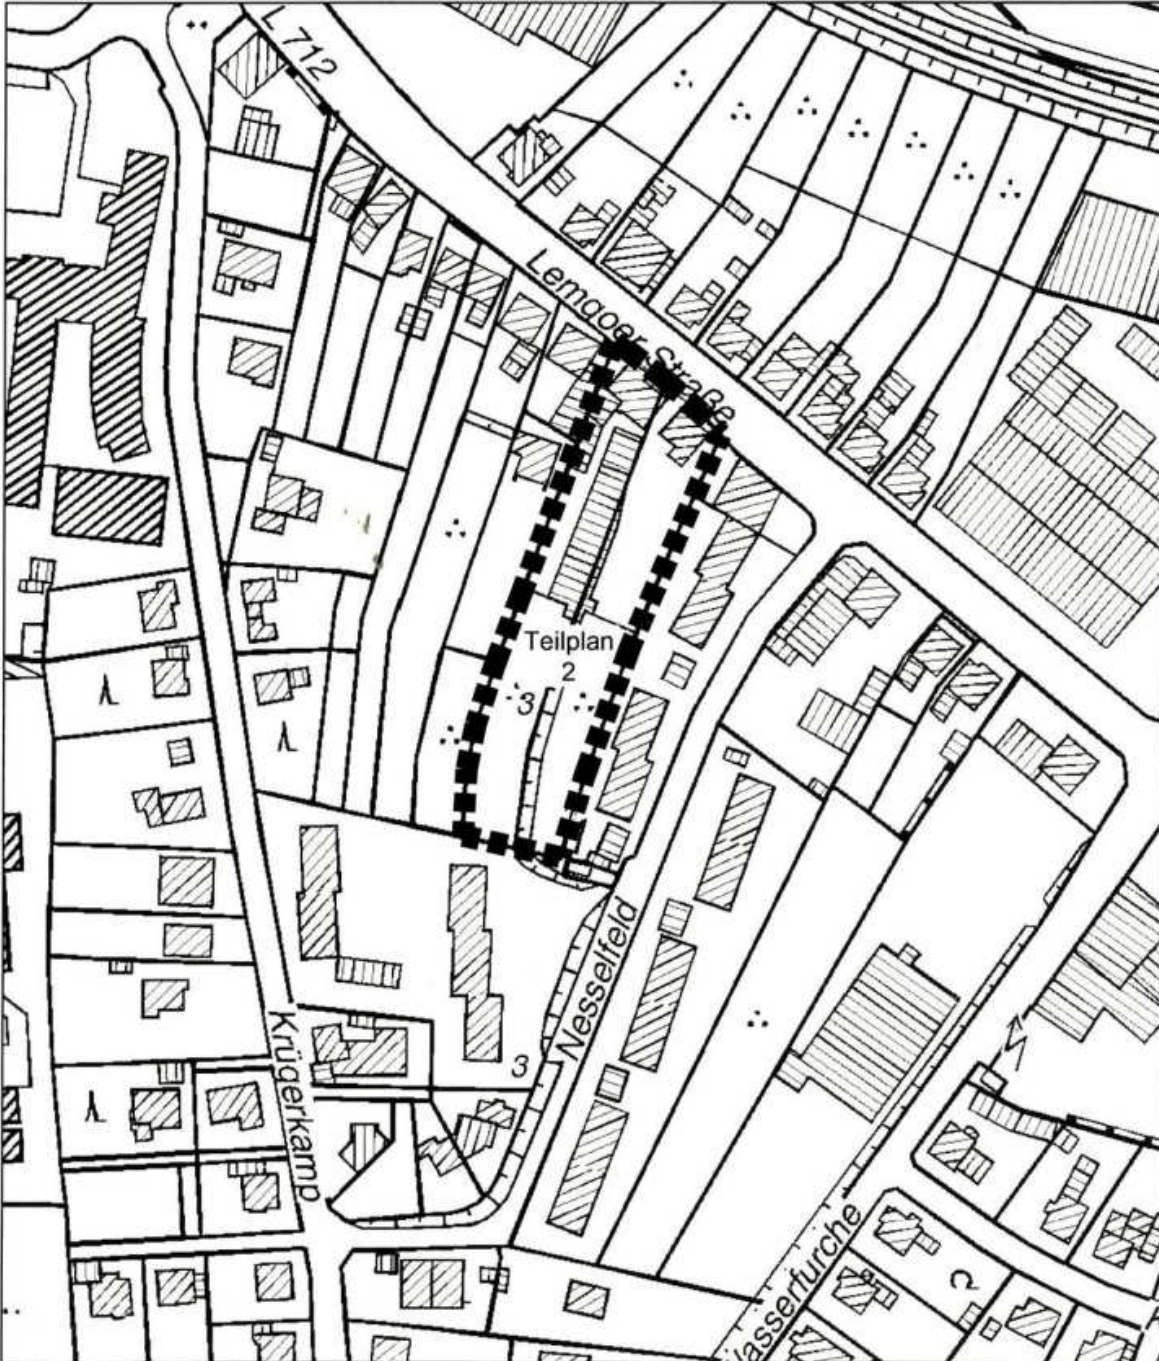 L 712
Lemgoer Straße
Teilplan
2
3
Nesselfeld
3
Krügerkamp
Wasserfurche